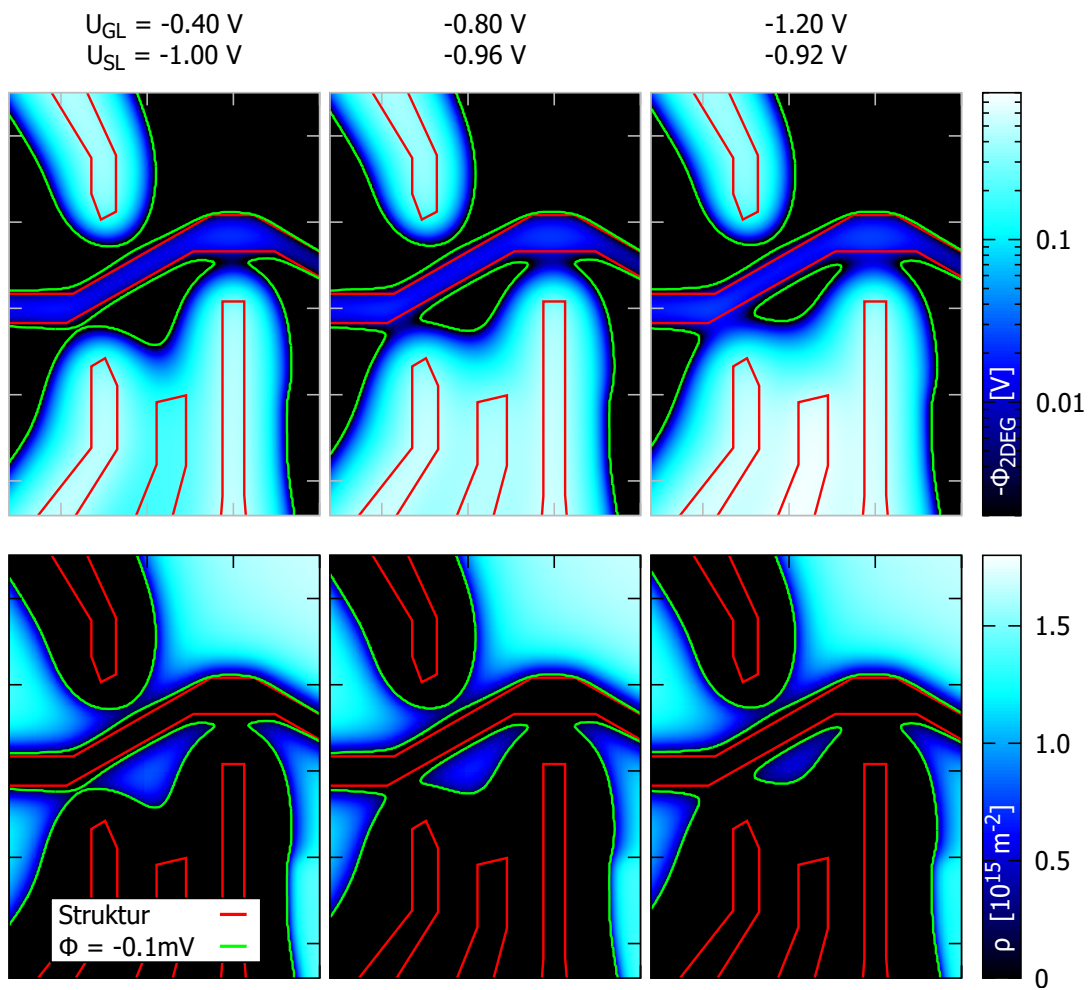 U_GL = -0.40 V -0.80 V -1.20 V
U_SL = -1.00 V -0.96 V -0.92 V
0.1
0.01
-Φ_2DEG [V]
1.5
1.0
0.5
0
ρ [10^15 m^-2]
Struktur
Φ = -0.1mV